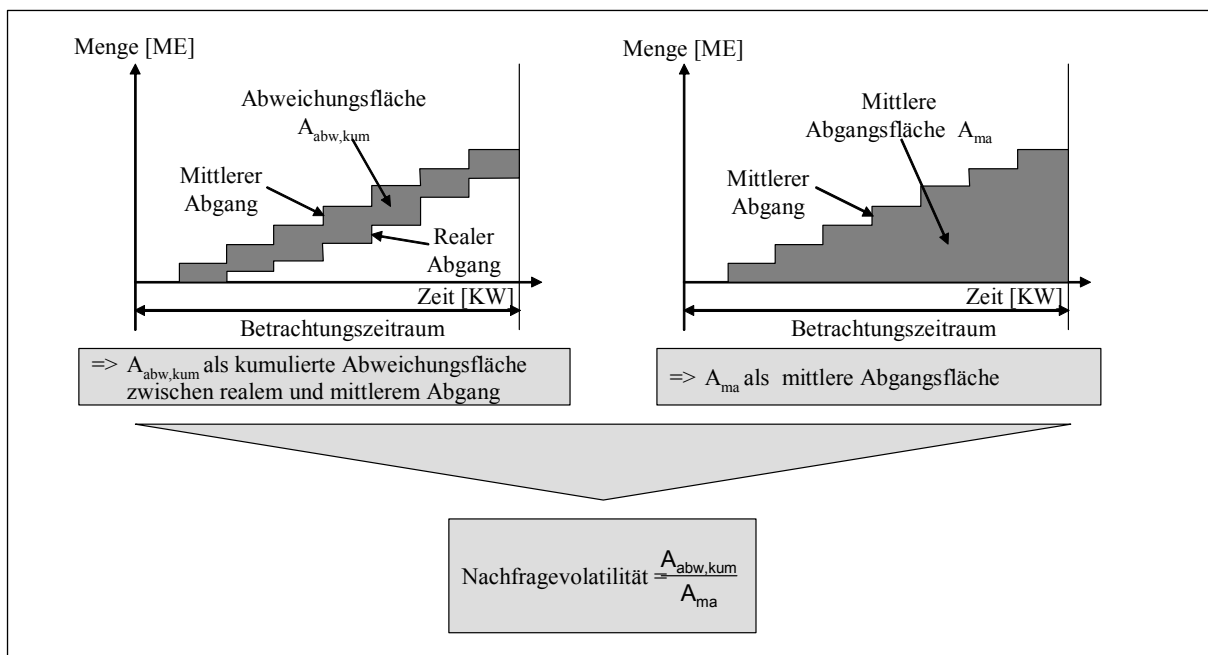 Menge [ME]
Abweichungsfläche
A_abw,kum
Mittlerer
Abgang
Realer
Abgang
Zeit [KW]
Betrachtungszeitraum
=> A_abw,kum als kumulierte Abweichungsfläche
zwischen realem und mittlerem Abgang
Menge [ME]
Mittlere
Abgangsfläche A_ma
Mittlerer
Abgang
Zeit [KW]
Betrachtungszeitraum
=> A_ma als mittlere Abgangsfläche
Nachfragevolatilität = A_abw,kum
A_ma